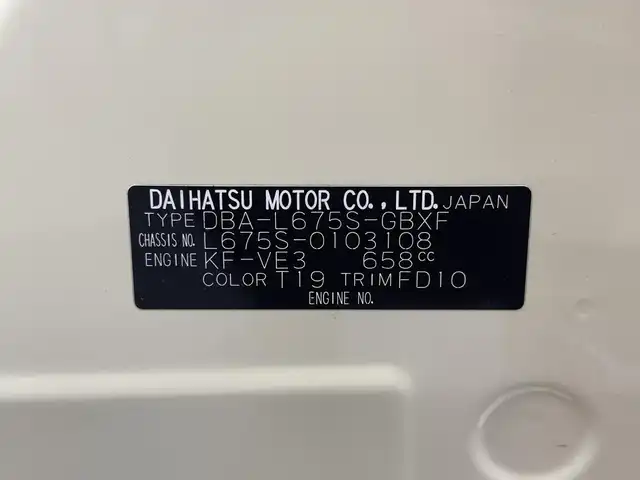 DAIHATSU MOTOR CO., LTD. JAPAN
TYPE DBA-L675S-GBXF
CHASSIS NO. L675S-0103108
ENGINE KF-VE3 658cc
COLOR T19 TRIM FD10
ENGINE NO.